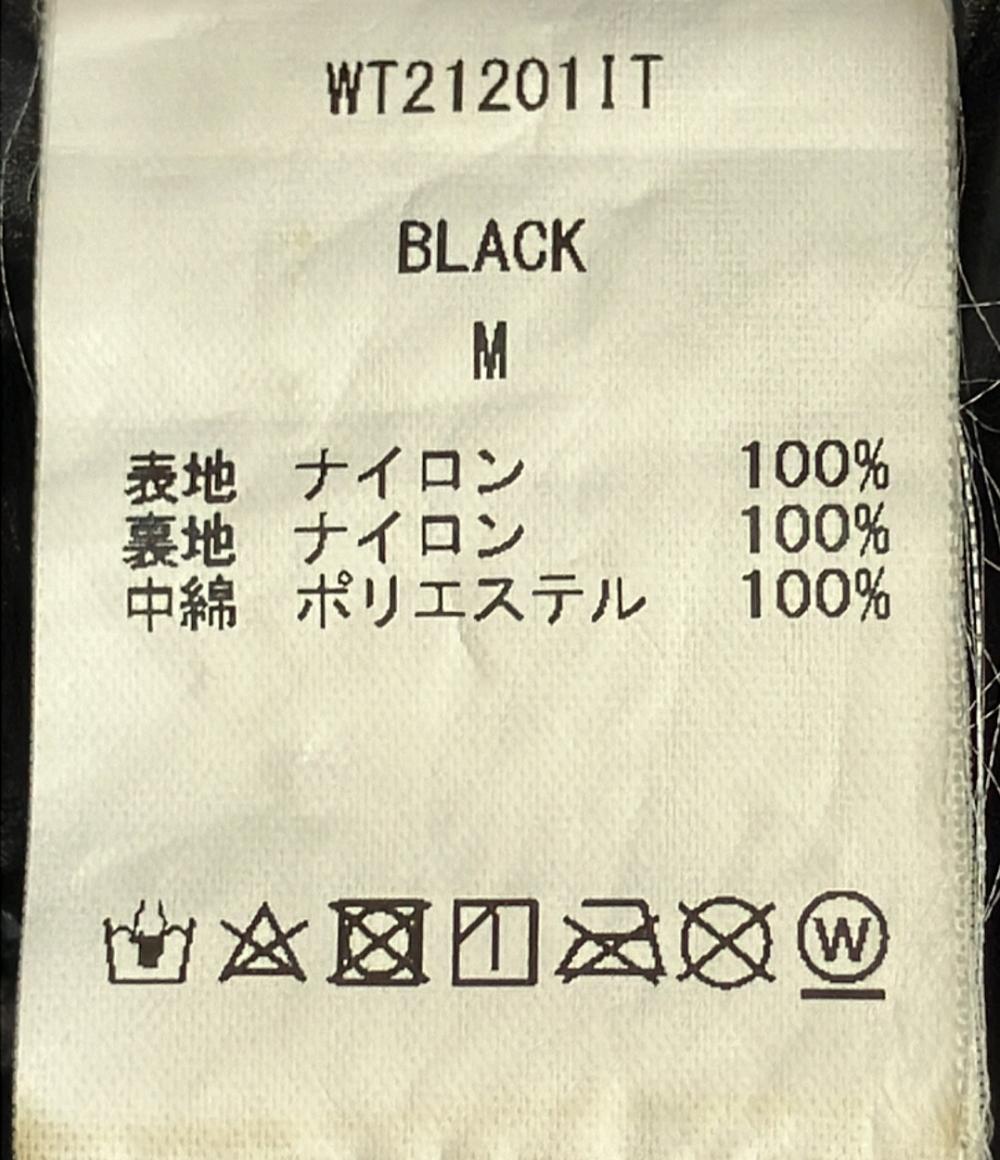 WT21201IT
BLACK
M
表地 ナイロン 100%
裏地 ナイロン 100%
中綿 ポリエステル 100%
W